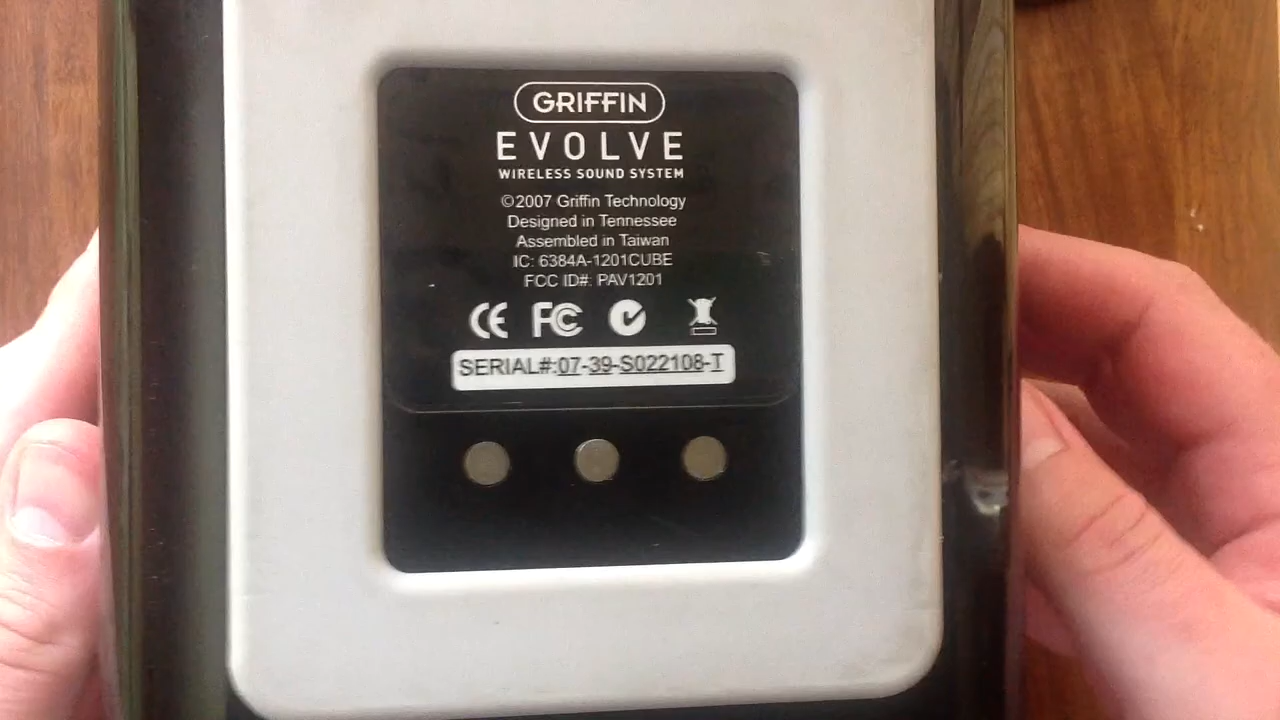 GRIFFIN
EVOLVE
WIRELESS SOUND SYSTEM
©2007 Griffin Technology
Designed in Tennessee
Assembled in Taiwan
IC: 6384A-1201CUBE
FCC ID#: PAV1201
CE FC
SERIAL#:07-39-S022108-T